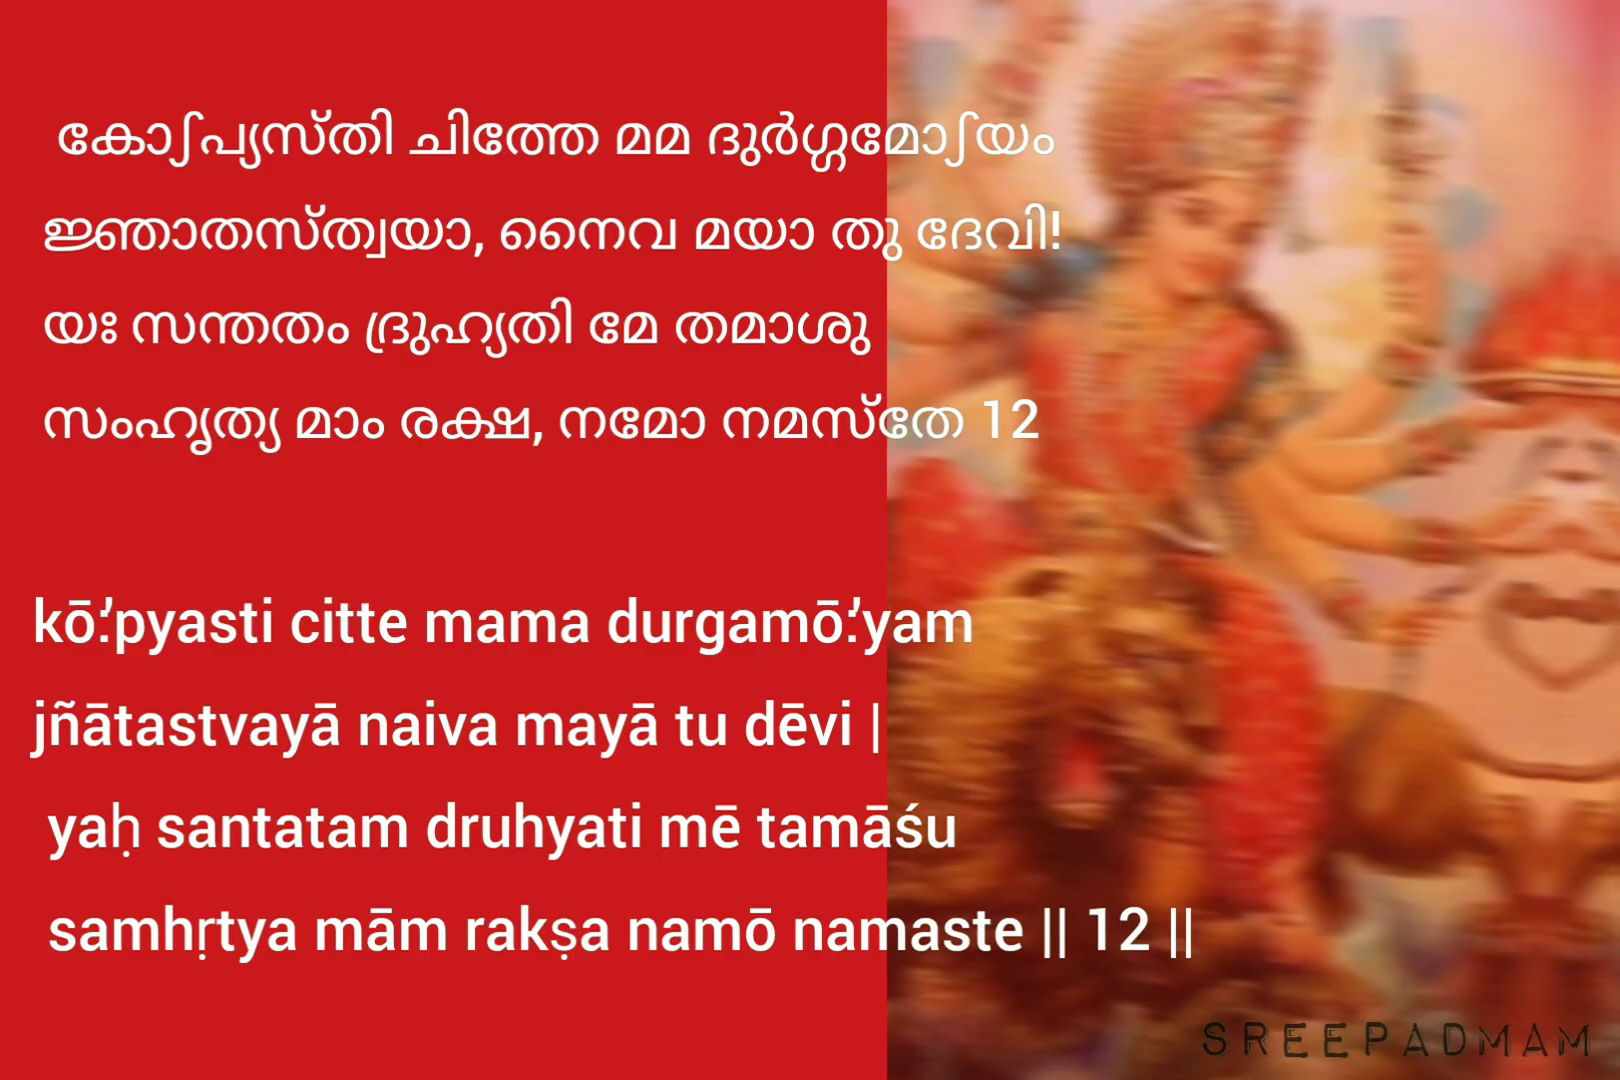 കോഽപ്യസ്തി ചിത്തേ മമ ദുർഗ്ഗമോഽയം
ജ്ഞാതസ്ത്വയാ, നൈവ മയാ തു ദേവി!
യഃ സന്തതം ദ്രുഹ്യതി മേ തമാശു
സംഹൃത്യ മാം രക്ഷ, നമോ നമസ്തേ 12
kō:'pyasti citte mama durgamō:'yam
jñātastvayā naiva mayā tu dēvi |
yaḥ santatam druhyati mē tamāśu
samhṛtya mām rakṣa namō namaste || 12 ||
SREEPADMAM